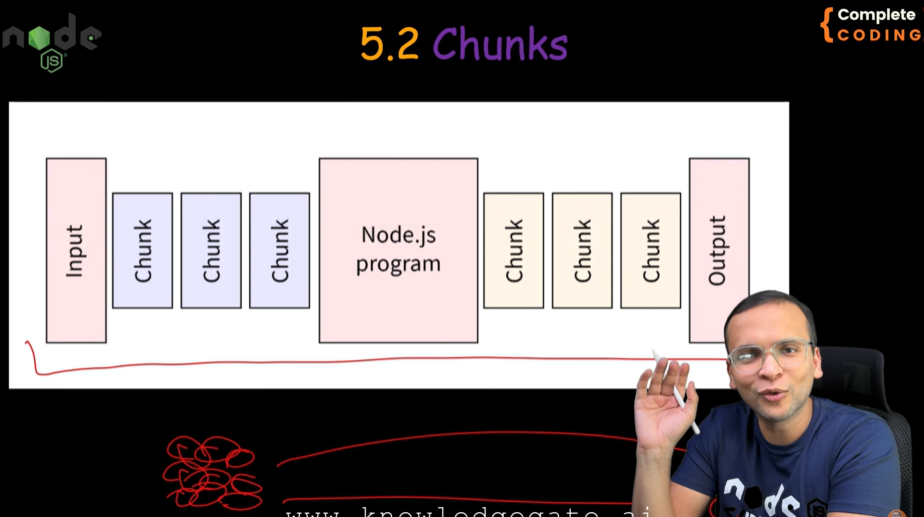 node
JS
5.2 Chunks
Complete
CODING
Input
Chunk
Chunk
Chunk
Node.js
program
Chunk
Chunk
Chunk
Output
www.knowledgegate.ai